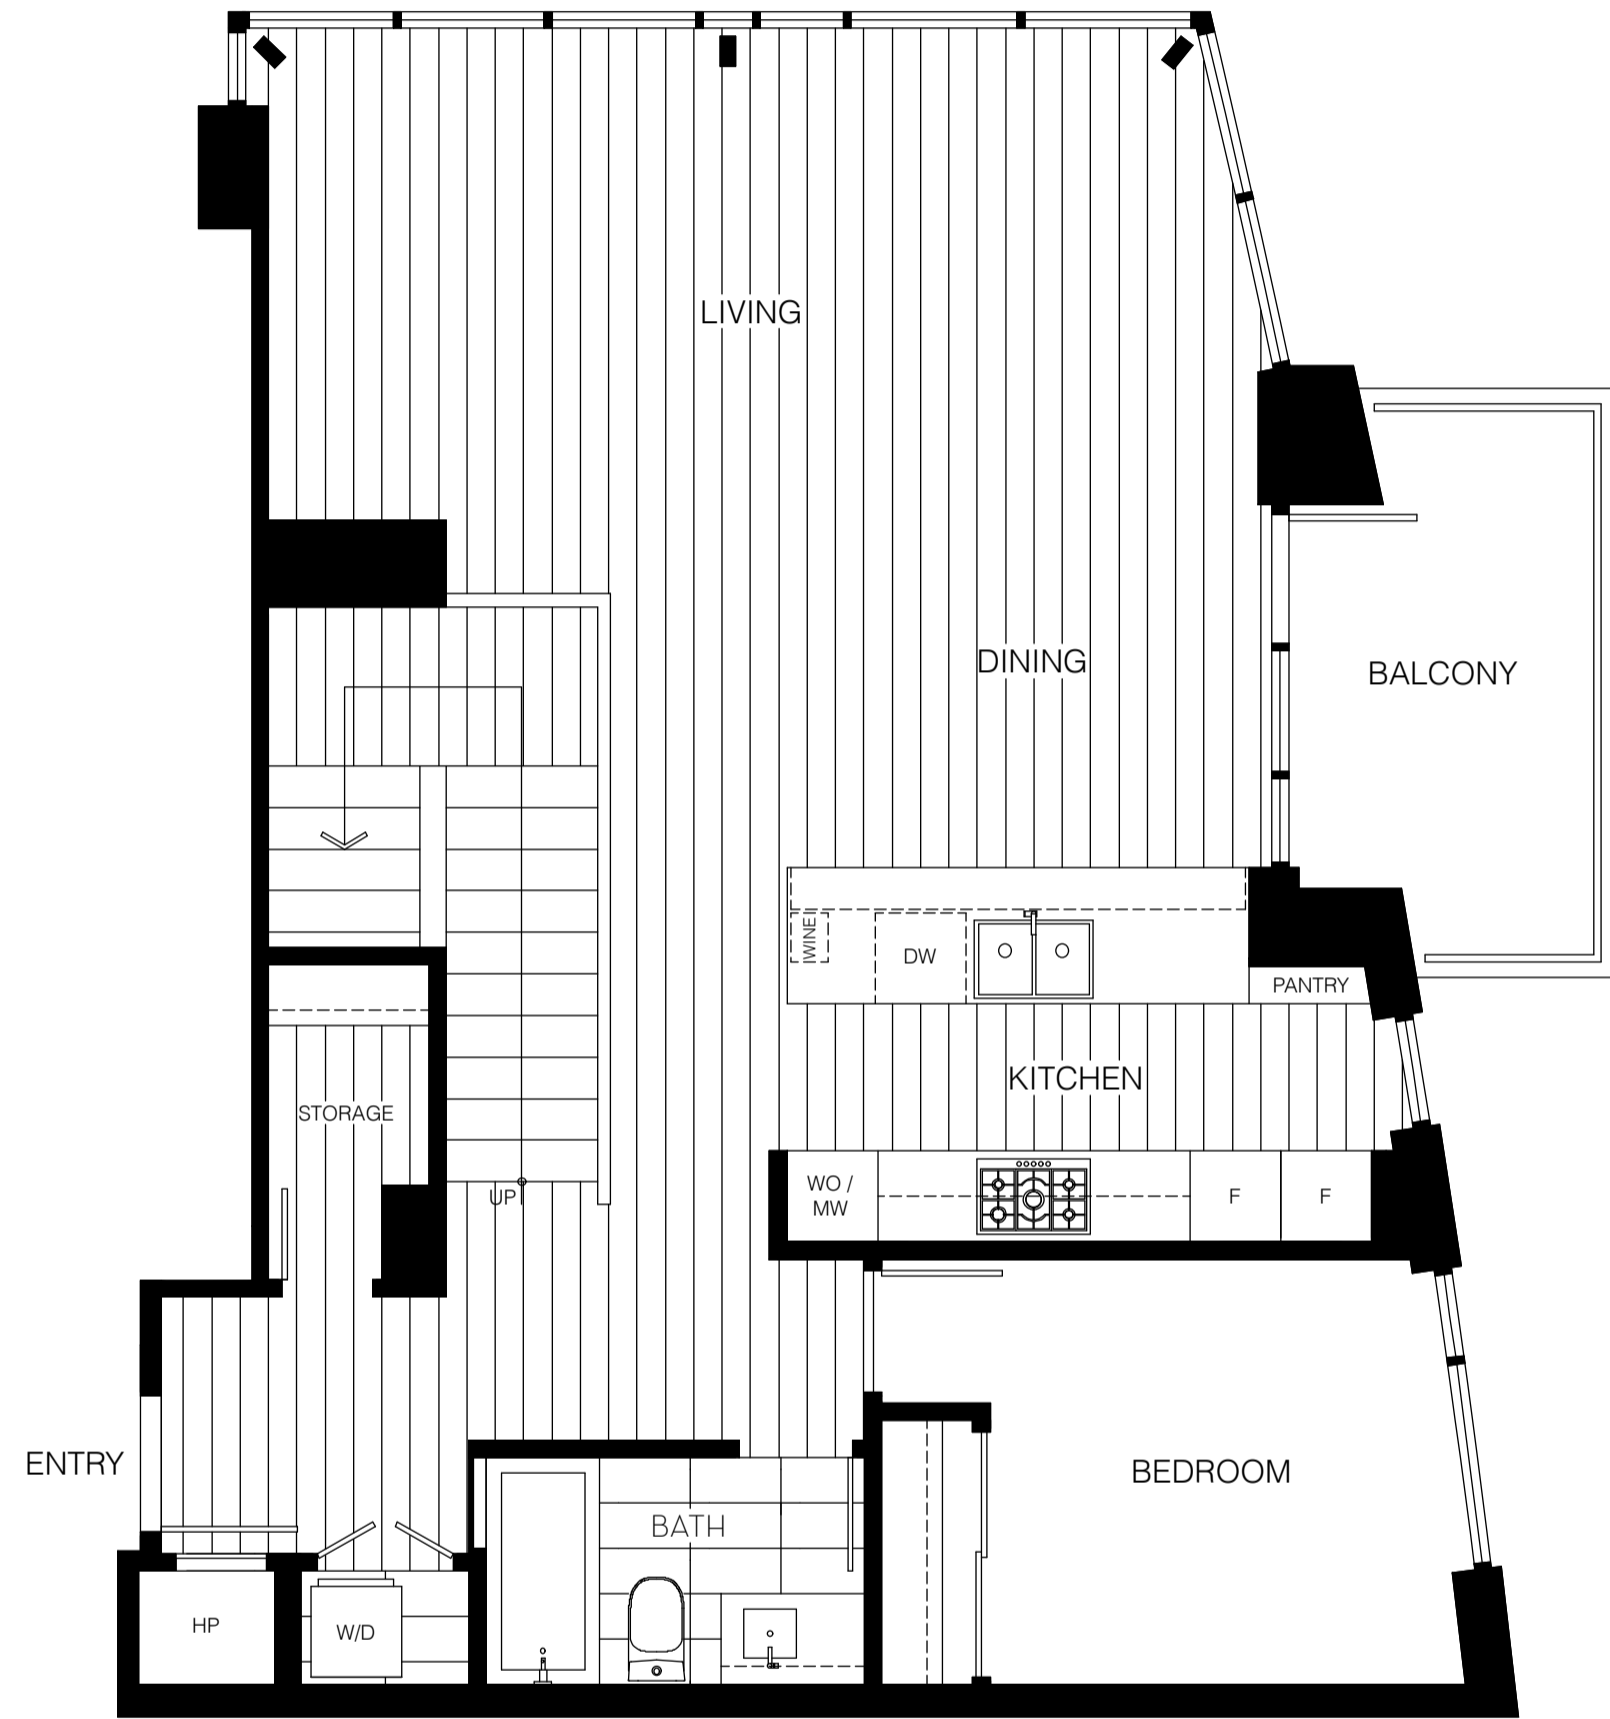 LIVING
DINING
BALCONY
WINE
DW
PANTRY
KITCHEN
STORAGE
WO /
MW
F
F
UP
ENTRY
BEDROOM
BATH
HP
W/D